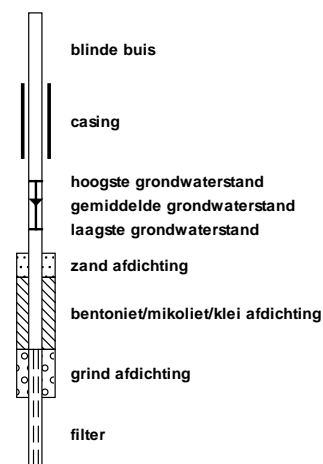 blinde buis
casing
hoogste grondwaterstand
gemiddelde grondwaterstand
laagste grondwaterstand
zand afdichting
bentoniet/mikoliet/klei afdichting
grind afdichting
filter